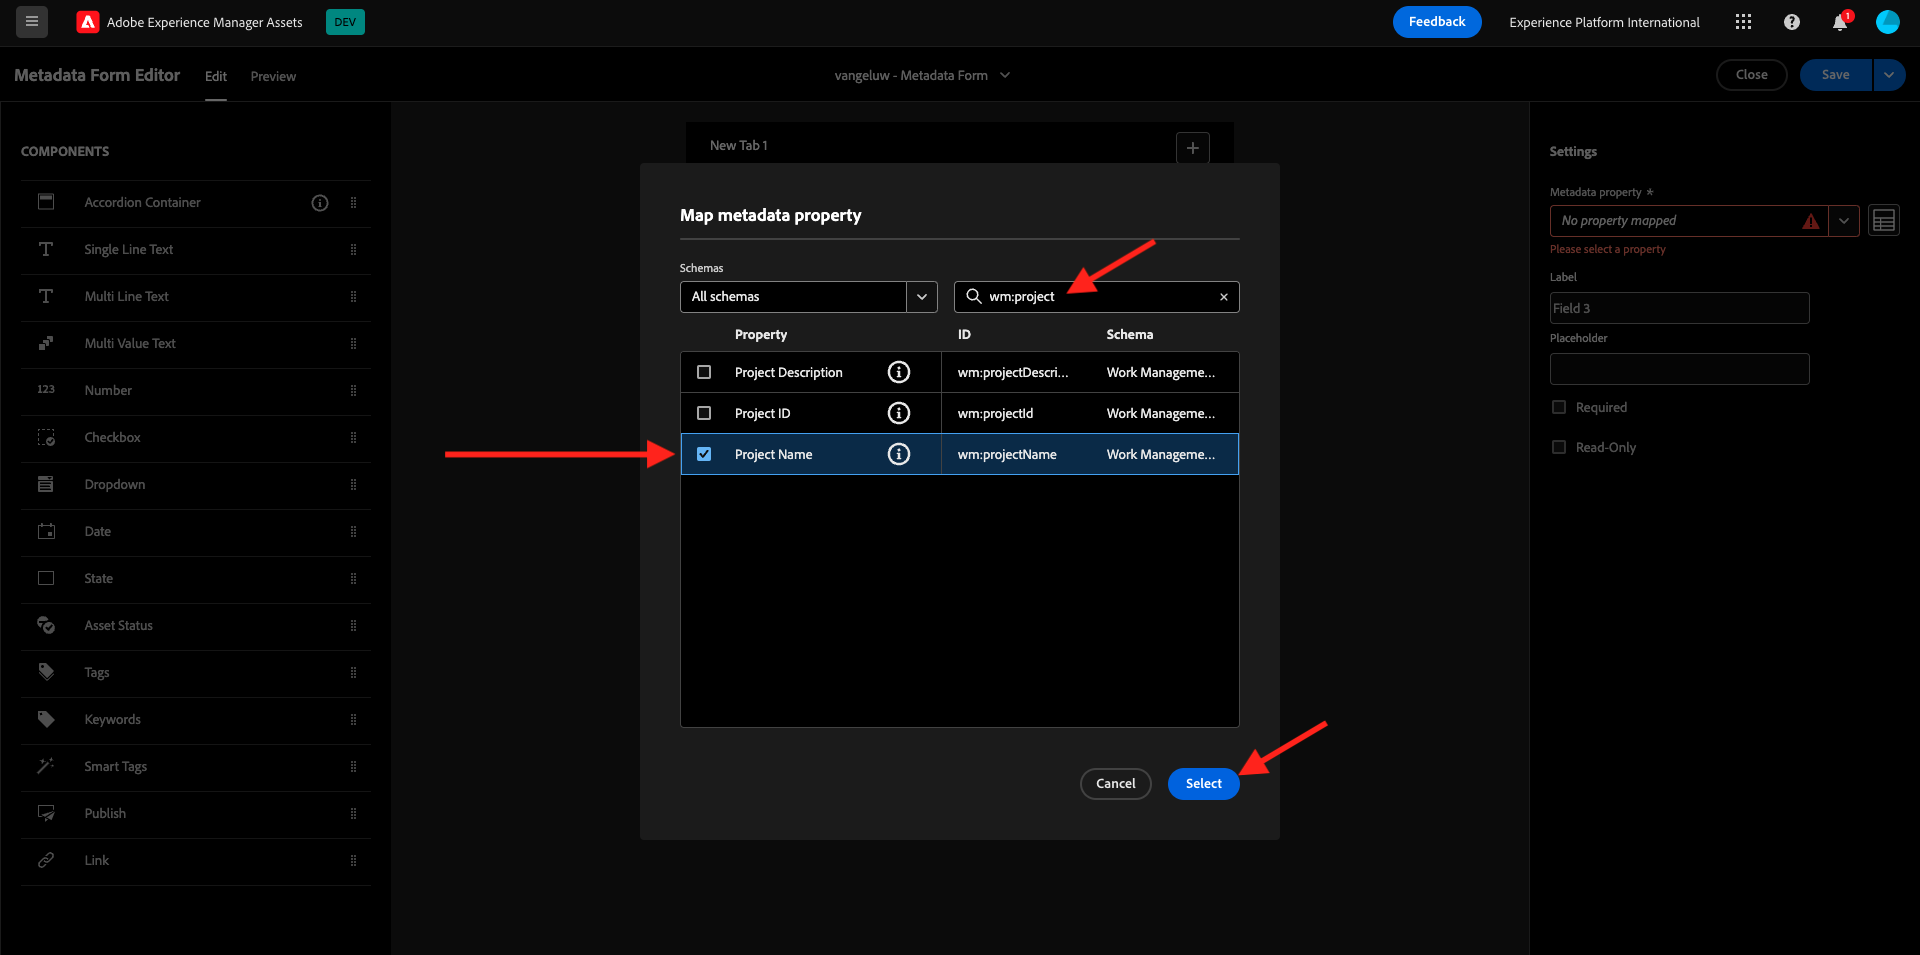 Adobe Experience Manager Assets
DEV
Feedback
Experience Platform International
1
Metadata Form Editor
Edit
Preview
vangeluw - Metadata Form
Close
Save
COMPONENTS
Accordion Container
Single Line Text
Multi Line Text
Multi Value Text
123
Number
Checkbox
Dropdown
Date
State
Asset Status
Tags
Keywords
Smart Tags
Publish
Link
New Tab 1
Map metadata property
Schemas
All schemas
wm:project
Property
ID
Schema
Project Description
wm:projectDescri...
Work Manageme...
Project ID
wm:projectId
Work Manageme...
Project Name
wm:projectName
Work Manageme...
Cancel
Select
Settings
Metadata property *
No property mapped
Please select a property
Label
Field 3
Placeholder
Required
Read-Only